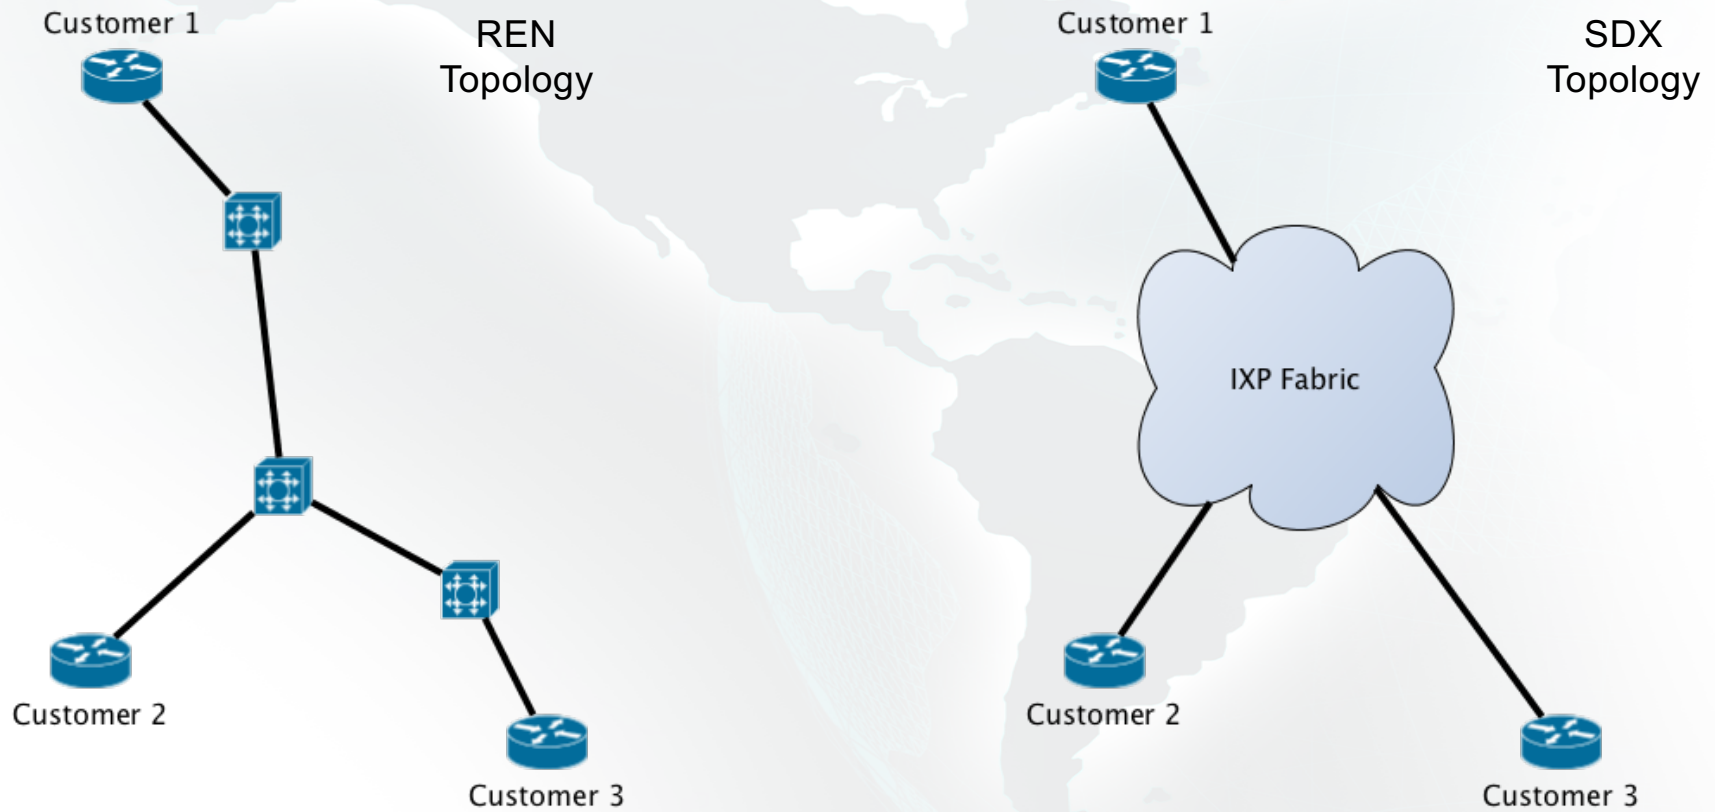 Customer 1
REN
Topology
Customer 2
Customer 3
Customer 1
SDX
Topology
IXP Fabric
Customer 2
Customer 3